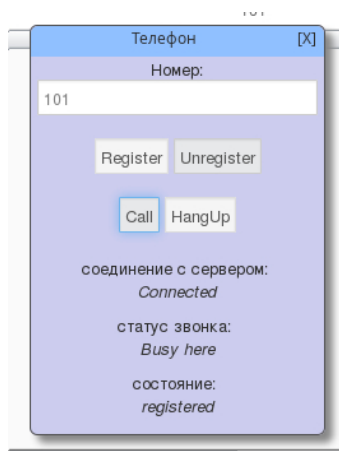 Телефон [X]
Номер:
101
Register Unregister
Call HangUp
соединение с сервером:
Connected
статус звонка:
Busy here
состояние:
registered